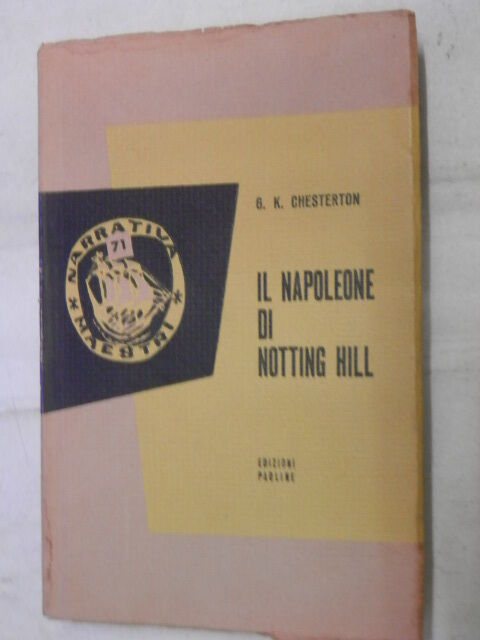 G. K. CHESTERTON
NARRATIVA
71
* MAESTRI *
IL NAPOLEONE
DI
NOTTING HILL
EDIZIONI
PAOLINE